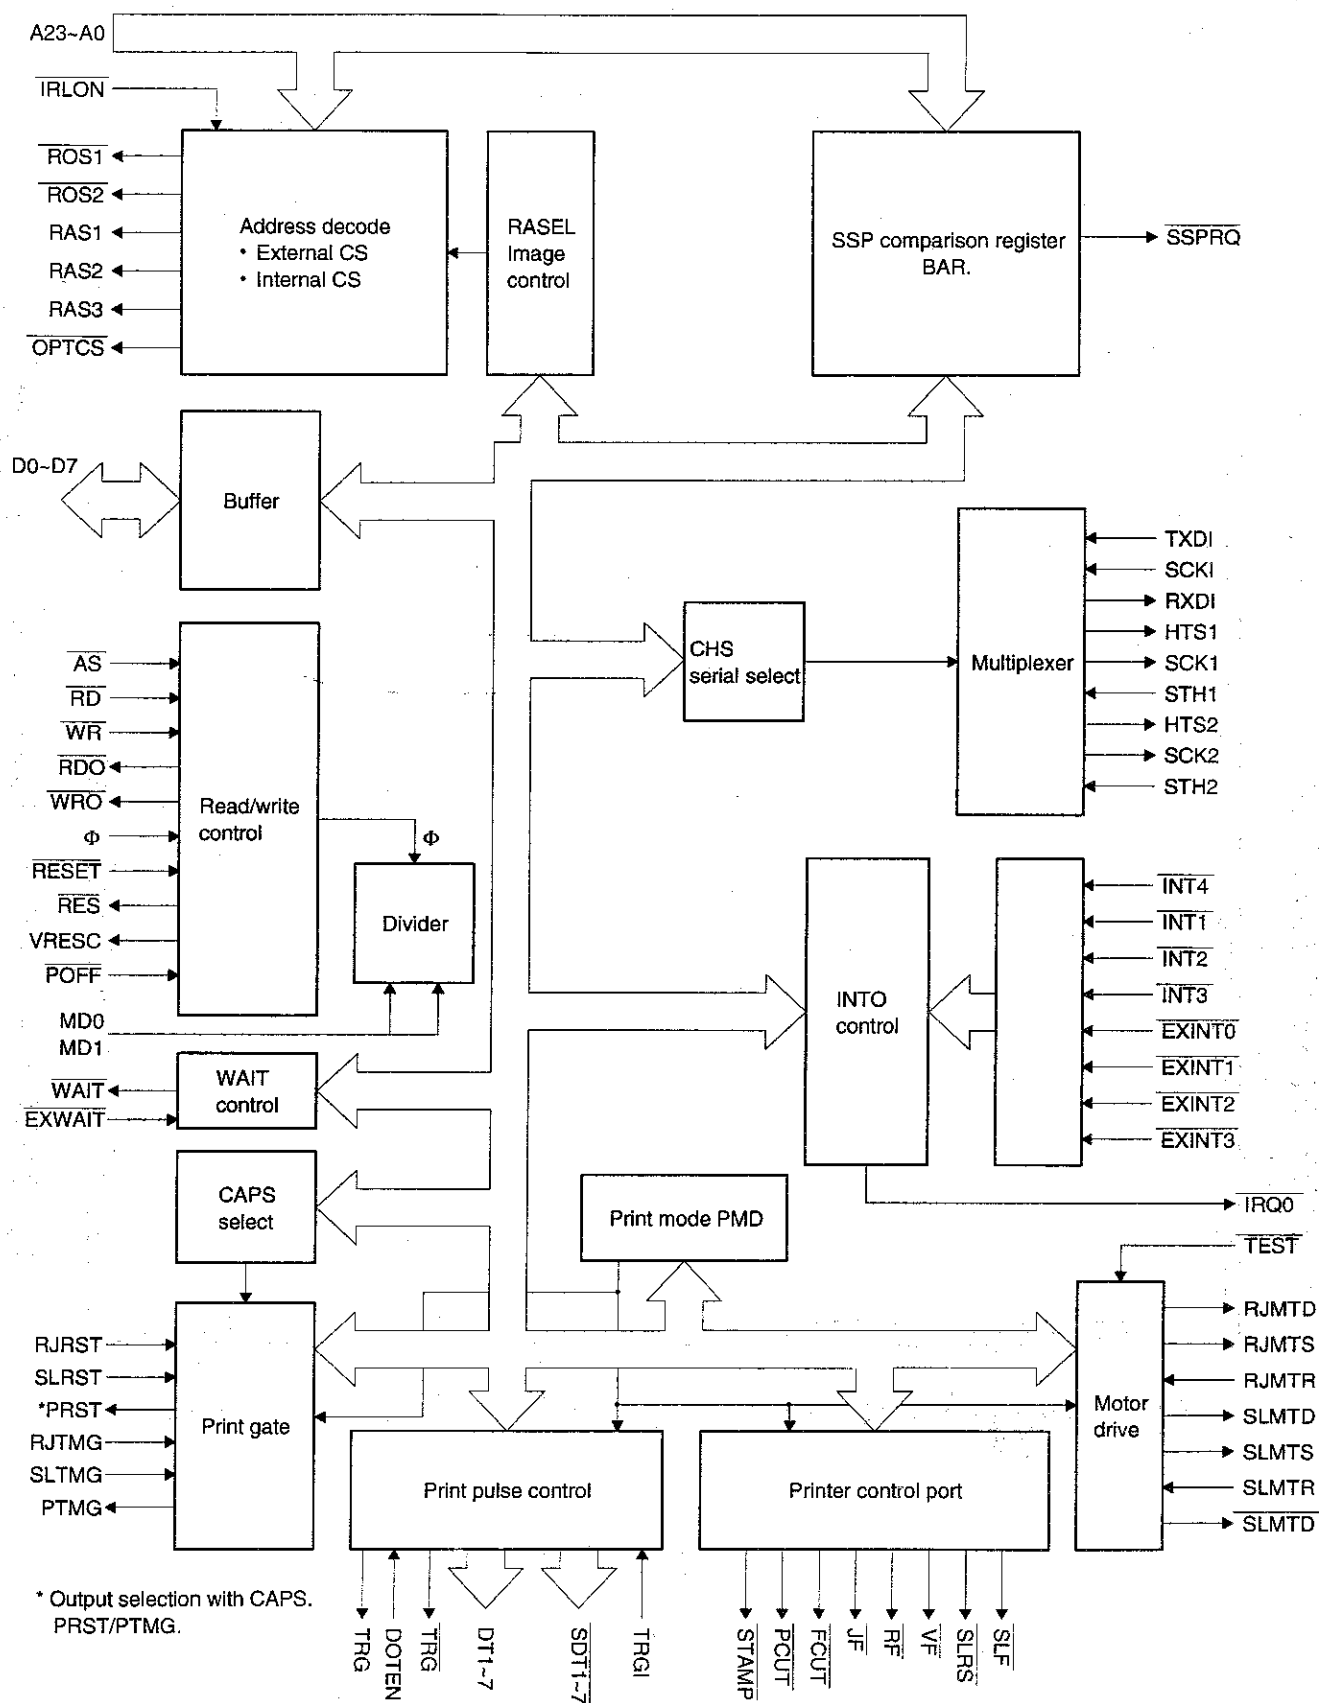 A23~A0
IRLON
ROS1
ROS2
RAS1
RAS2
RAS3
OPTCS
Address decode
• External CS
• Internal CS
RASEL
Image
control
SSP comparison register
BAR.
SSPRQ
D0~D7
Buffer
AS
RD
WR
RDO
WRO
Φ
RESET
RES
VRESC
POFF
MD0
MD1
Read/write
control
Φ
Divider
CHS
serial select
Multiplexer
TXDI
SCKI
RXDI
HTS1
SCK1
STH1
HTS2
SCK2
STH2
WAIT
EXWAIT
WAIT
control
CAPS
select
INTO
control
INT4
INT1
INT2
INT3
EXINT0
EXINT1
EXINT2
EXINT3
IRQ0
TEST
Print mode PMD
RJRST
SLRST
*PRST
RJTMG
SLTMG
PTMG
Print gate
Print pulse control
Printer control port
Motor
drive
RJMTD
RJMTS
RJMTR
SLMTD
SLMTS
SLMTR
SLMTD
* Output selection with CAPS.
PRST/PTMG.
TRG
DOTEN
TRG
DT1~7
SDT1~7
TRGI
STAMP
PCUT
FCUT
JF
RF
VF
SLRS
SLF